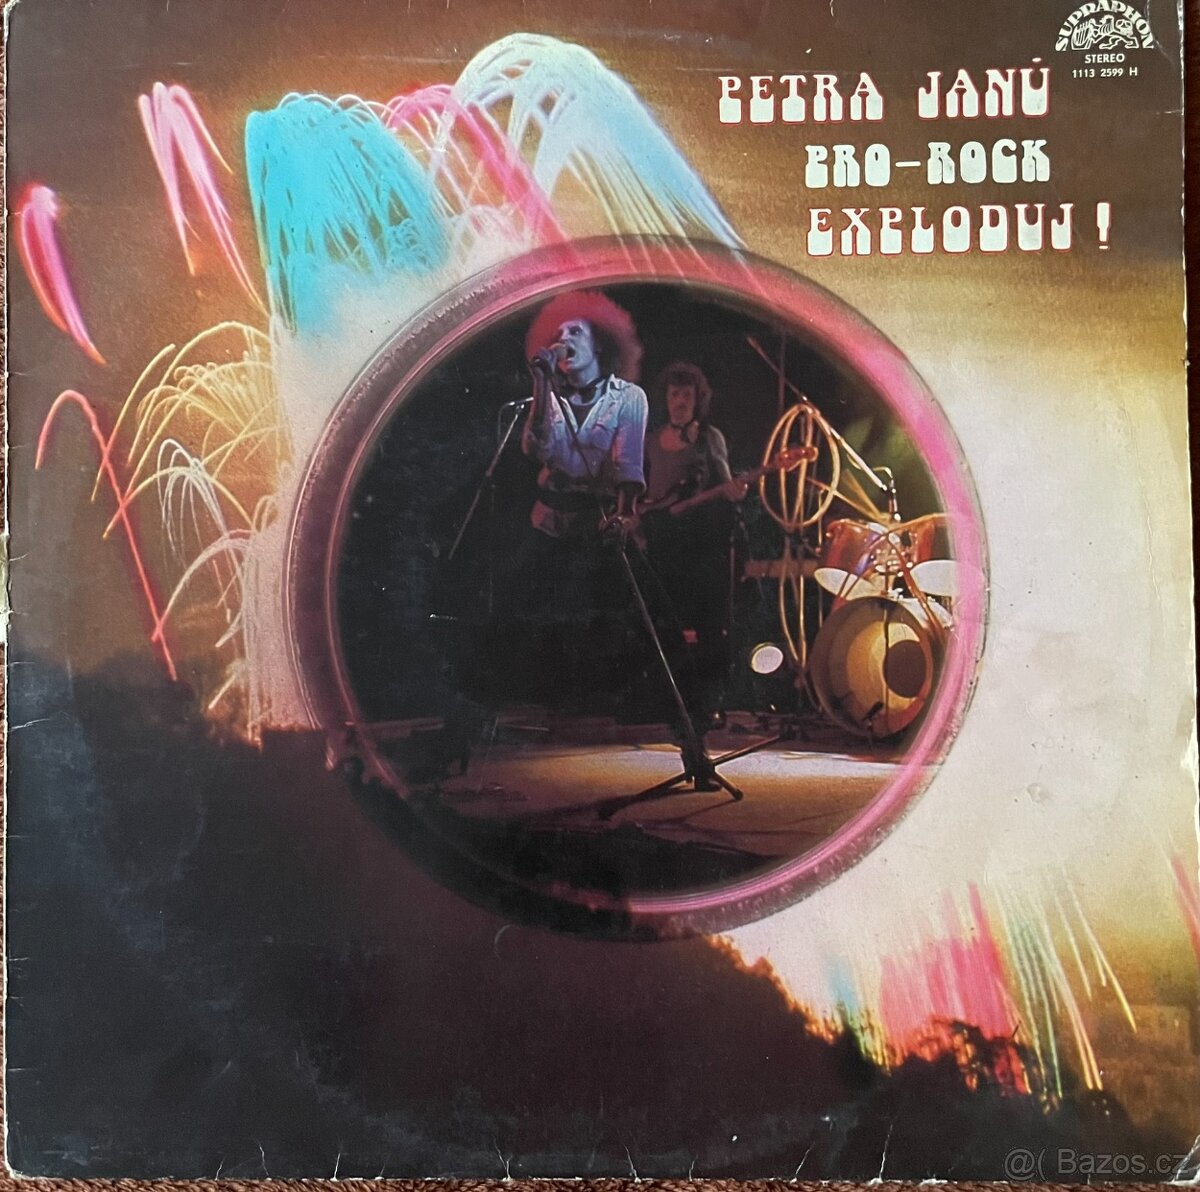 SUPRAPHON
STEREO
1113 2599 H
PETRA JANŮ
PRO-ROCK
EXPLODUJ!
@( Bazos.cz